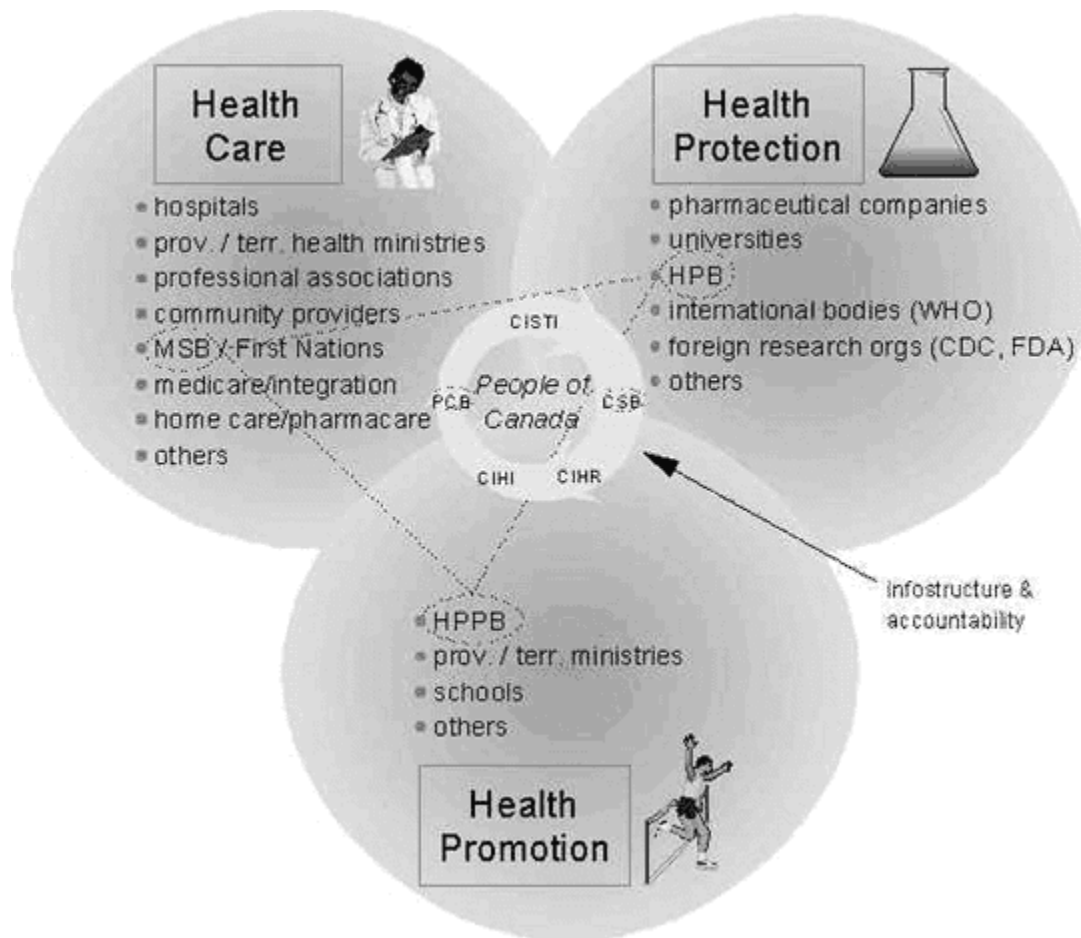 Health
Care
• hospitals
• prov. / terr. health ministries
• professional associations
• community providers
• MSB / First Nations
• medicare/integration
• home care/pharmacare
• others
Health
Protection
• pharmaceutical companies
• universities
• HPB
• international bodies (WHO)
• foreign research orgs (CDC, FDA)
• others
CISTI
PCB
People of
Canada
CSB
CIHI
CIHR
infostructure &
accountability
• HPPB
• prov. / terr. ministries
• schools
• others
Health
Promotion